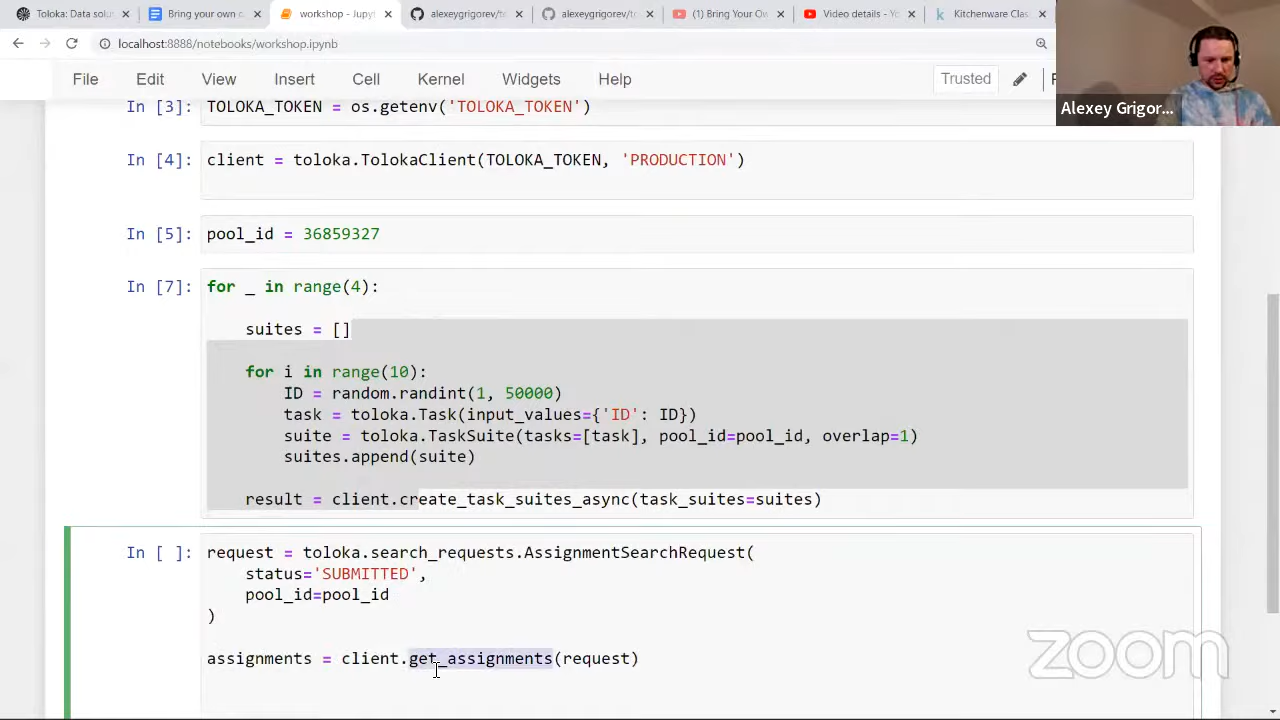 Toloka: Data solu
Bring your own c
workshop - Jupyt
alexeygrigorev/to
alexeygrigorev/to
(1) Bring Your Ow
Video details - Yo
Kitchenware Clas
localhost:8888/notebooks/workshop.ipynb
File Edit View Insert Cell Kernel Widgets Help
Trusted
Alexey Grigor...
In [3]: TOLOKA_TOKEN = os.getenv('TOLOKA_TOKEN')
In [4]: client = toloka.TolokaClient(TOLOKA_TOKEN, 'PRODUCTION')
In [5]: pool_id = 36859327
In [7]: for _ in range(4):
suites = []
for i in range(10):
ID = random.randint(1, 50000)
task = toloka.Task(input_values={'ID': ID})
suite = toloka.TaskSuite(tasks=[task], pool_id=pool_id, overlap=1)
suites.append(suite)
result = client.create_task_suites_async(task_suites=suites)
In [ ]: request = toloka.search_requests.AssignmentSearchRequest(
status='SUBMITTED',
pool_id=pool_id
)
assignments = client.get_assignments(request)
zoom